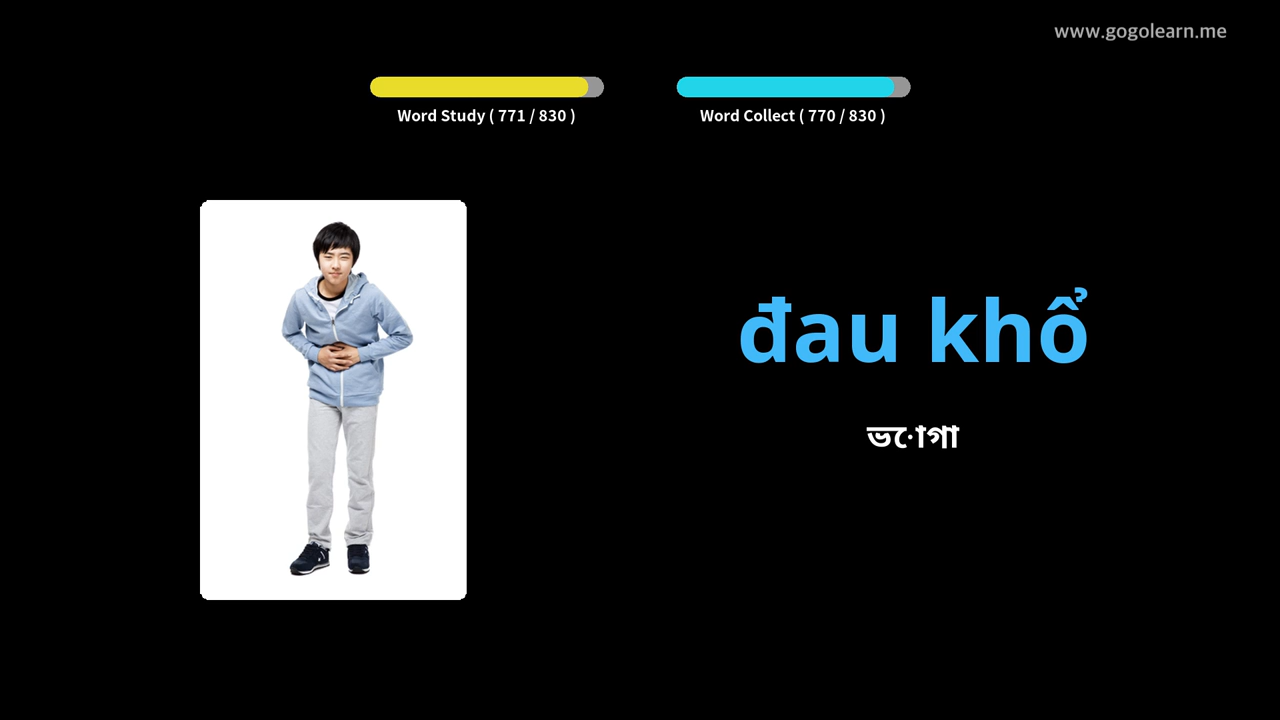 www.gogolearn.me
Word Study ( 771 / 830 )
Word Collect ( 770 / 830 )
đau khổ
ভোগা